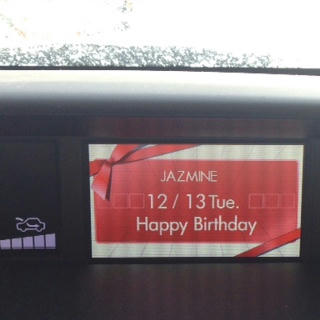 JAZMINE
12 / 13 Tue.
Happy Birthday